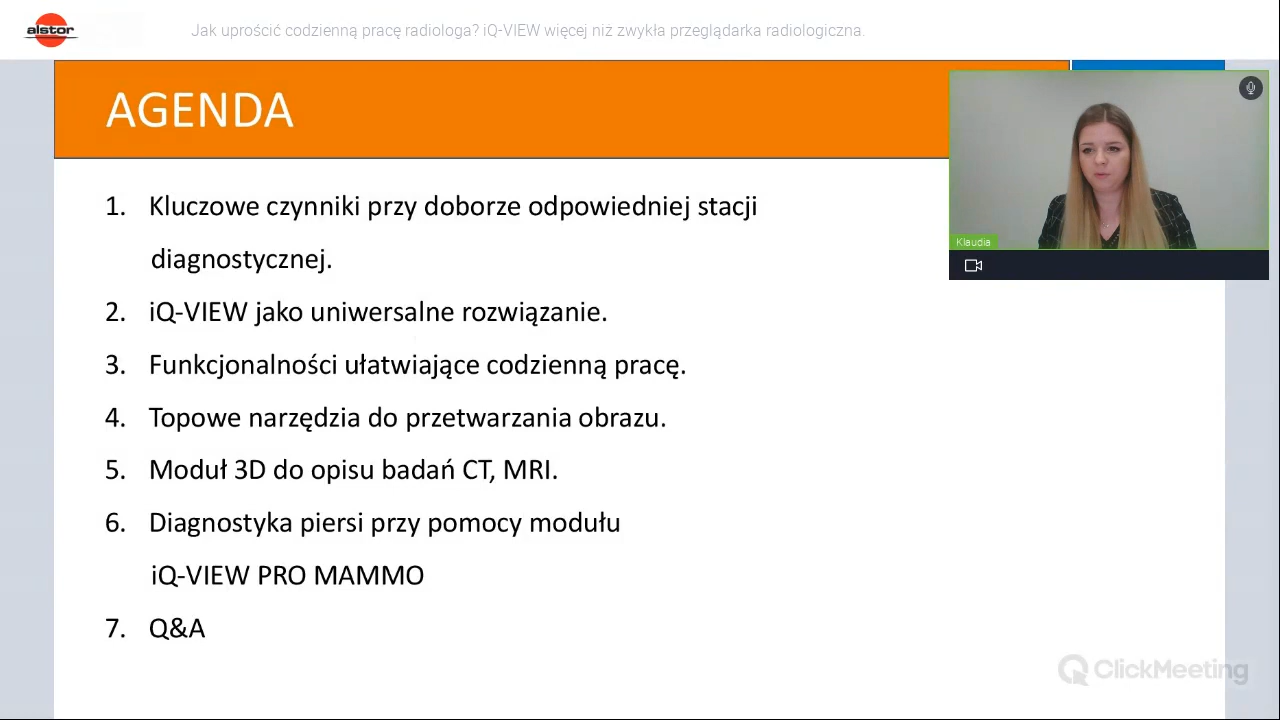 alstor
Jak uprościć codzienną pracę radiologa? iQ-VIEW więcej niż zwykła przeglądarka radiologiczna.
AGENDA
1. Kluczowe czynniki przy doborze odpowiedniej stacji
diagnostycznej.
2. iQ-VIEW jako uniwersalne rozwiązanie.
3. Funkcjonalności ułatwiające codzienną pracę.
4. Topowe narzędzia do przetwarzania obrazu.
5. Moduł 3D do opisu badań CT, MRI.
6. Diagnostyka piersi przy pomocy modułu
iQ-VIEW PRO MAMMO
7. Q&A
Klaudia
ClickMeeting